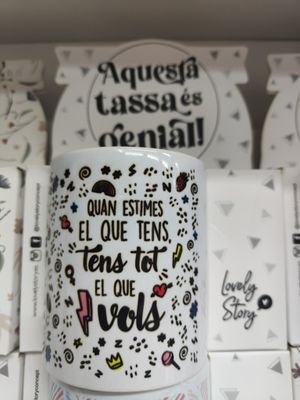 Aquesta
tassa és
genial!
QUAN ESTIMES
EL QUE TENS,
tens tot
EL QUE
vols
Lovely
Story